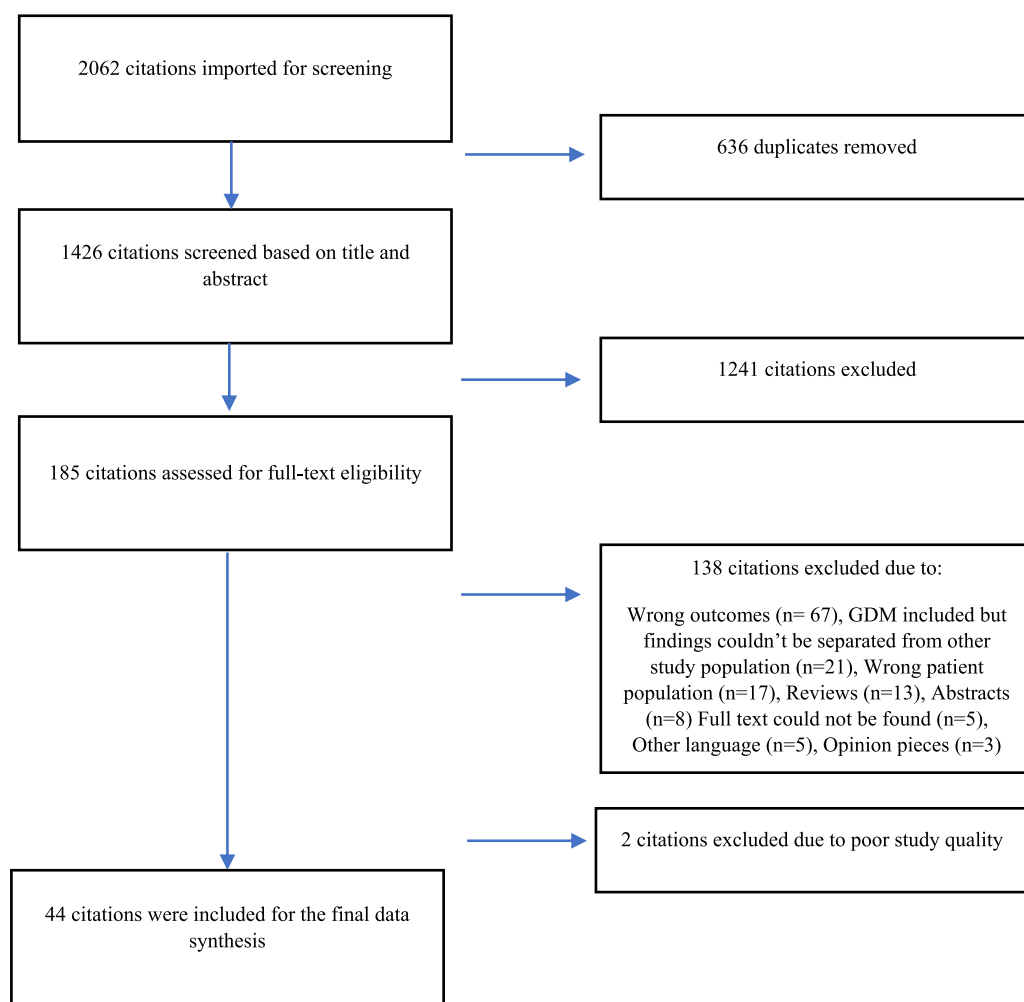 2062 citations imported for screening
636 duplicates removed
1426 citations screened based on title and
abstract
1241 citations excluded
185 citations assessed for full-text eligibility
138 citations excluded due to:
Wrong outcomes (n= 67), GDM included but
findings couldn’t be separated from other
study population (n=21), Wrong patient
population (n=17), Reviews (n=13), Abstracts
(n=8) Full text could not be found (n=5),
Other language (n=5), Opinion pieces (n=3)
2 citations excluded due to poor study quality
44 citations were included for the final data
synthesis